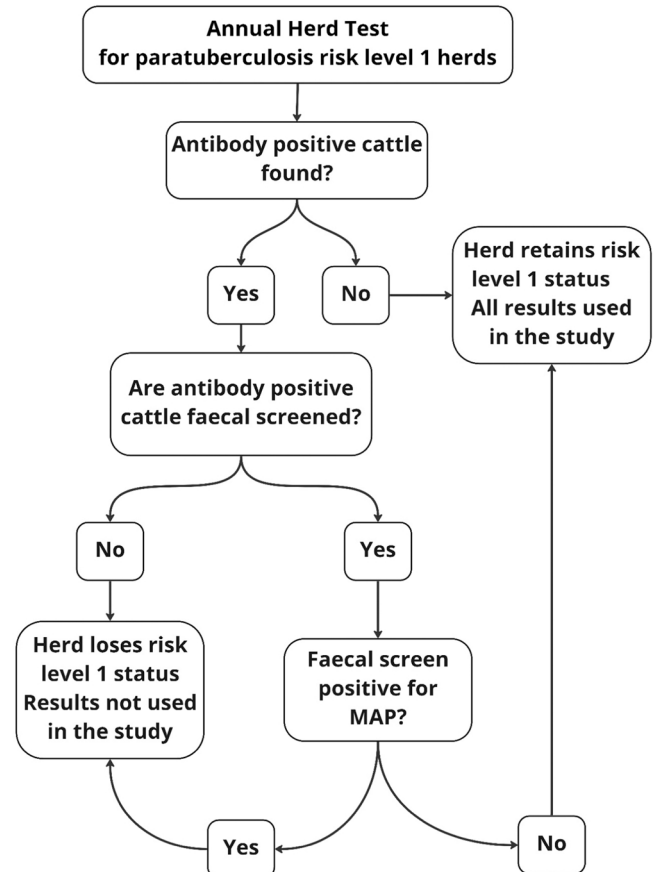 Annual Herd Test
for paratuberculosis risk level 1 herds
Antibody positive cattle
found?
Yes
No
Herd retains risk
level 1 status
All results used
in the study
Are antibody positive
cattle faecal screened?
No
Yes
Herd loses risk
level 1 status
Results not used
in the study
Faecal screen
positive for
MAP?
Yes
No